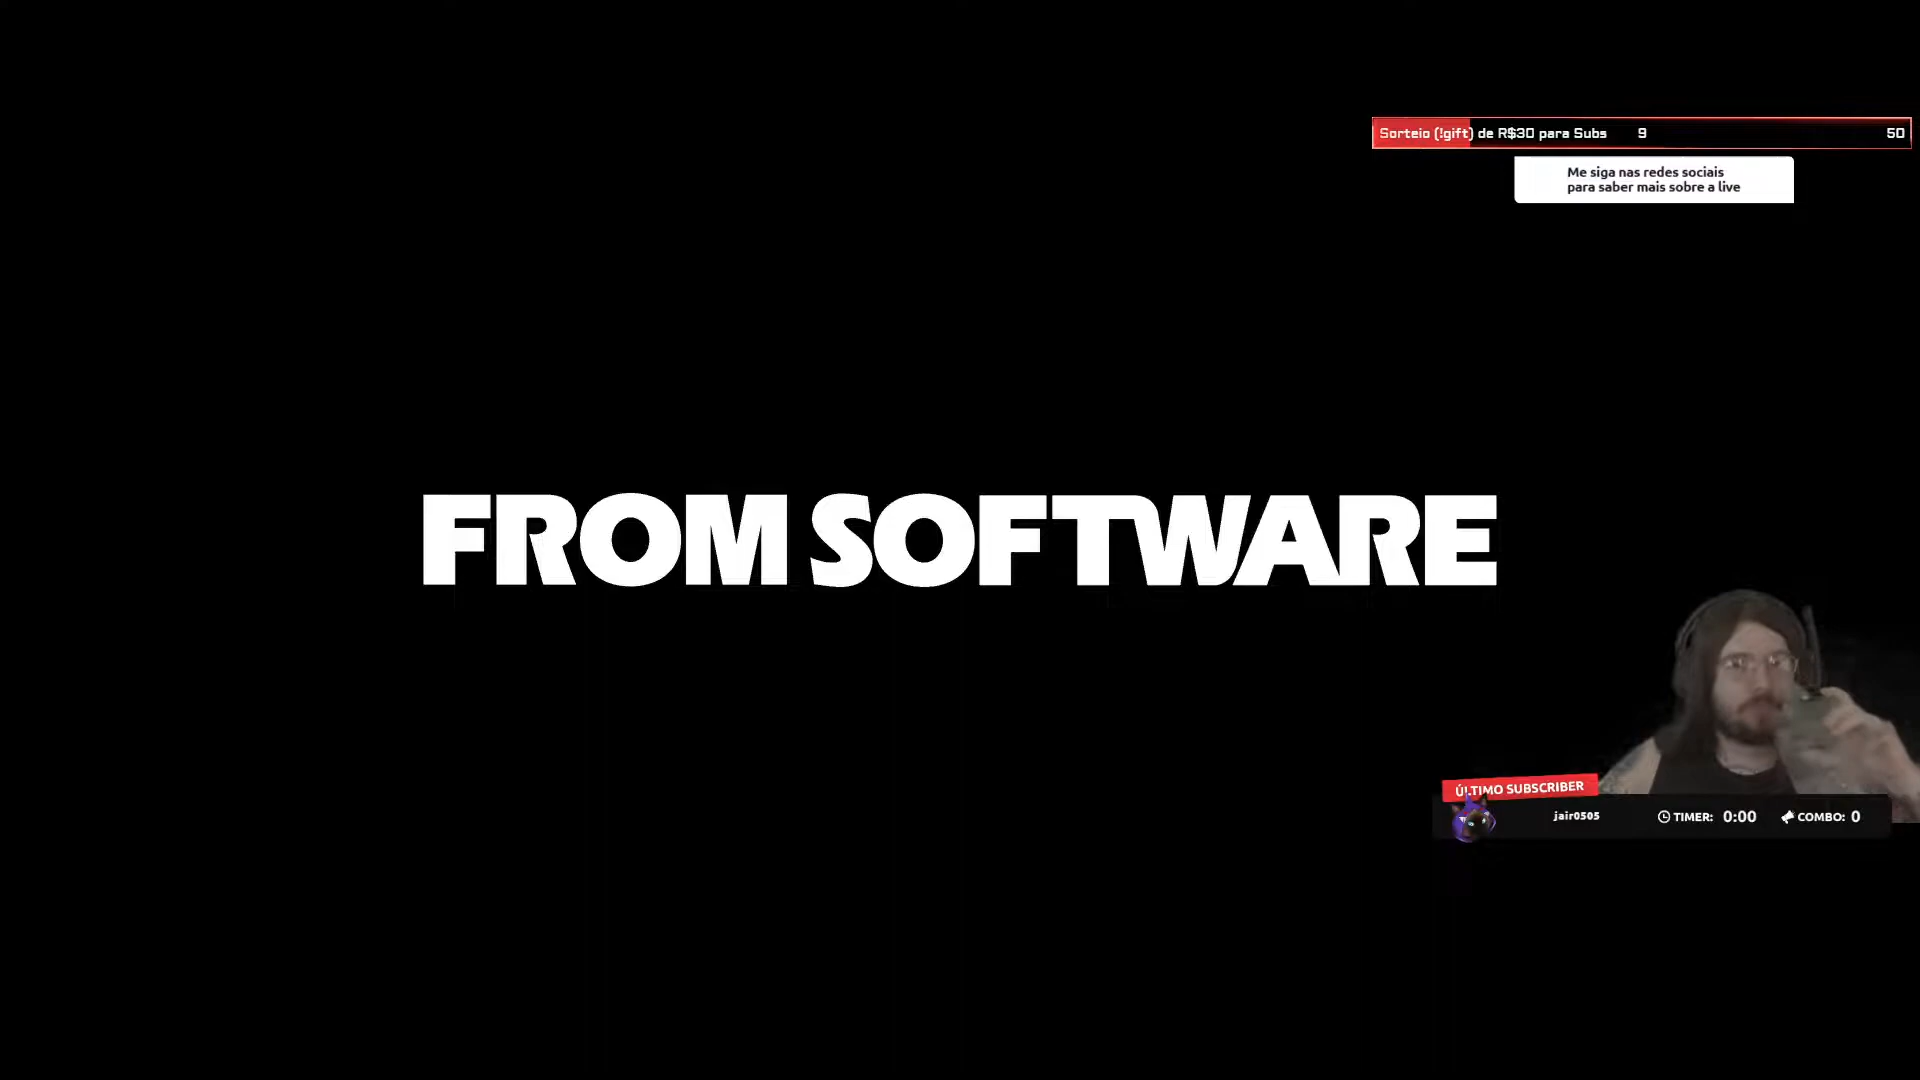 Sorteio (!gift) de R$30 para Subs 9 50
Me siga nas redes sociais
para saber mais sobre a live
FROM SOFTWARE
ÚLTIMO SUBSCRIBER
jair0505 TIMER: 0:00 COMBO: 0